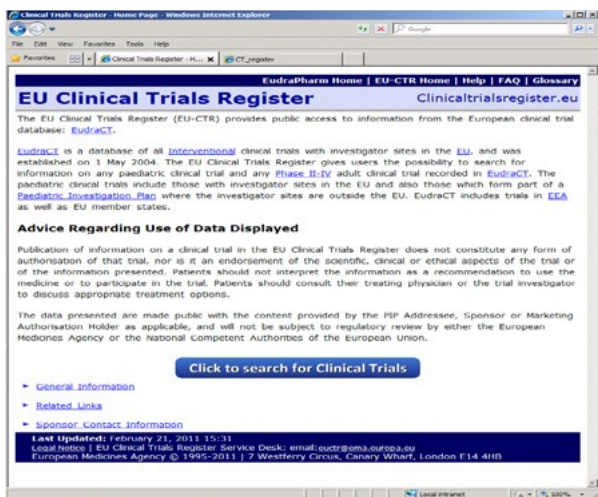 Clinical Trials Register - Home Page - Windows Internet Explorer
Google
File Edit View Favorites Tools Help
Favorites Clinical Trials Register - H... X CT_register
EudraPharm Home | EU-CTR Home | Help | FAQ | Glossary
EU Clinical Trials Register Clinicaltrialsregister.eu
The EU Clinical Trials Register (EU-CTR) provides public access to information from the European clinical trial
database: EudraCT.
EudraCT is a database of all Interventional clinical trials with investigator sites in the EU, and was
established on 1 May 2004. The EU Clinical Trials Register gives users the possibility to search for
information on any paediatric clinical trial and any Phase II-IV adult clinical trial recorded in EudraCT. The
paediatric clinical trials include those with investigator sites in the EU and also those which form part of a
Paediatric Investigation Plan where the investigator sites are outside the EU. EudraCT includes trials in EEA
as well as EU member states.
Advice Regarding Use of Data Displayed
Publication of information on a clinical trial in the EU Clinical Trials Register does not constitute any form of
authorisation of that trial, nor is it an endorsement of the scientific, clinical or ethical aspects of the trial or
of the information presented. Patients should not interpret the information as a recommendation to use the
medicine or to participate in the trial. Patients should consult their treating physician or the trial investigator
to discuss appropriate treatment options.
The data presented are made public with the content provided by the PIP Addressee, Sponsor or Marketing
Authorisation Holder as applicable, and will not be subject to regulatory review by either the European
Medicines Agency or the National Competent Authorities of the European Union.
Click to search for Clinical Trials
General Information
Related Links
Sponsor Contact Information
Last Updated: February 21, 2011 15:31
Legal Notice | EU Clinical Trials Register Service Desk: email:euctr@ema.europa.eu
European Medicines Agency © 1995-2011 | 7 Westferry Circus, Canary Wharf, London E14 4HB
Local intranet 100%